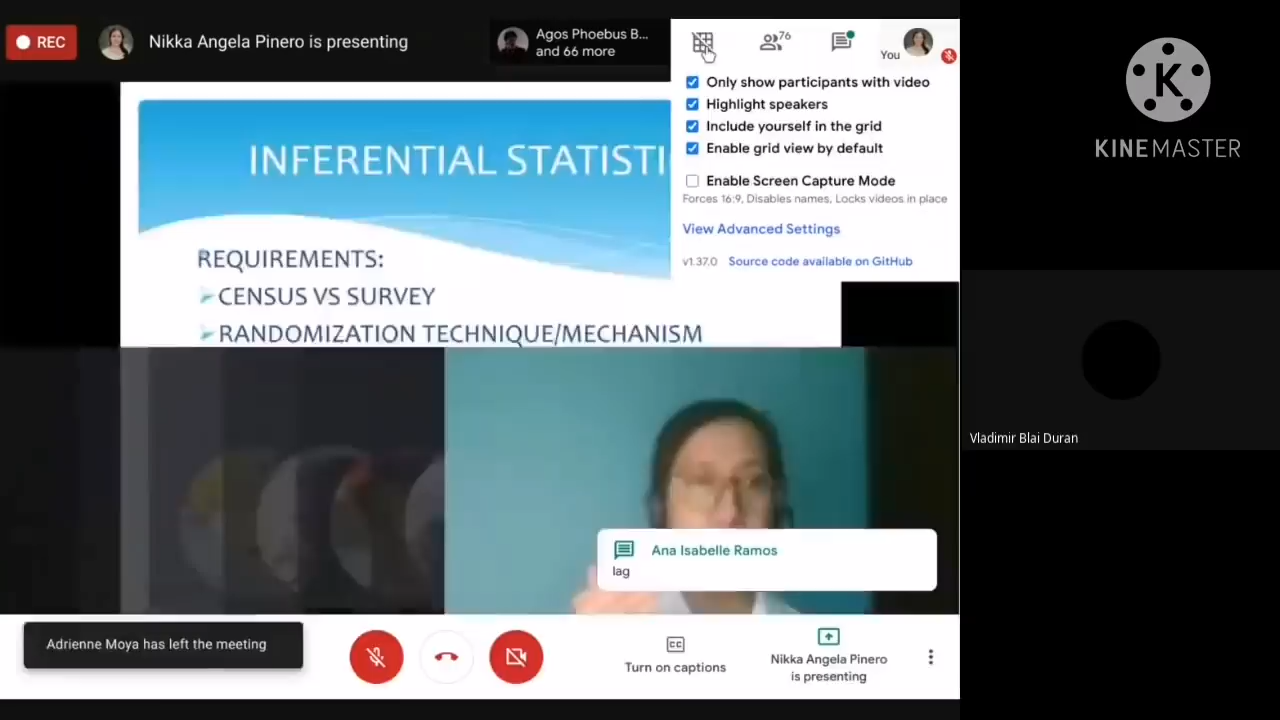 REC
Nikka Angela Pinero is presenting
Agos Phoebus B...
and 66 more
76
You
Only show participants with video
Highlight speakers
Include yourself in the grid
Enable grid view by default
Enable Screen Capture Mode
Forces 16:9, Disables names, Locks videos in place
View Advanced Settings
v1.37.0 Source code available on GitHub
K
KINEMASTER
INFERENTIAL STATISTI
REQUIREMENTS:
CENSUS VS SURVEY
RANDOMIZATION TECHNIQUE/MECHANISM
Vladimir Blai Duran
Ana Isabelle Ramos
lag
Adrienne Moya has left the meeting
CC
Turn on captions
Nikka Angela Pinero
is presenting